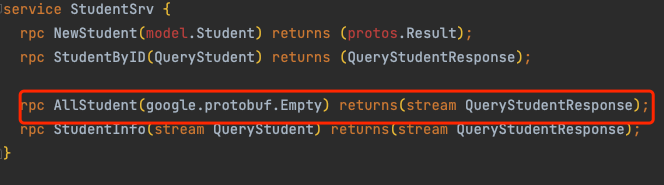 service StudentSrv {
rpc NewStudent(model.Student) returns (protos.Result);
rpc StudentByID(QueryStudent) returns (QueryStudentResponse);
rpc AllStudent(google.protobuf.Empty) returns(stream QueryStudentResponse);
rpc StudentInfo(stream QueryStudent) returns(stream QueryStudentResponse);
}